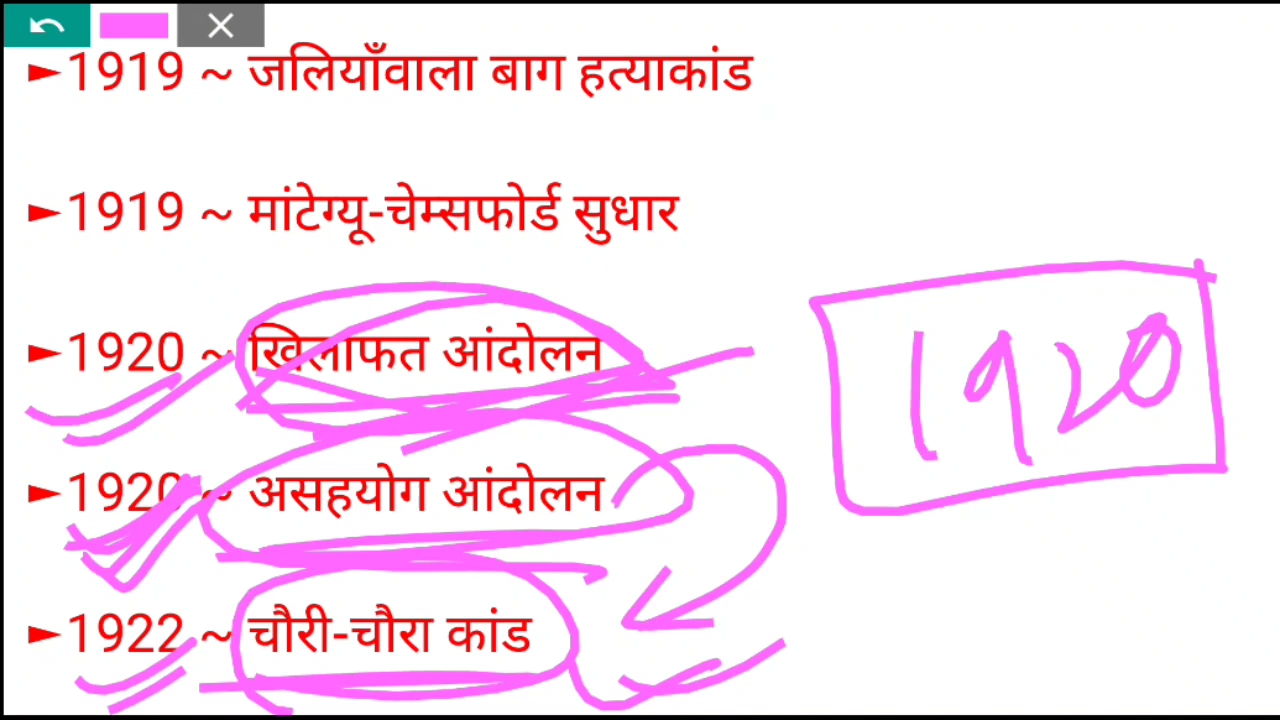 ►1919 ~ जलियाँवाला बाग हत्याकांड
►1919 ~ मांटेग्यू-चेम्सफोर्ड सुधार
►1920 ~ खिलाफत आंदोलन
1920
►1920 ~ असहयोग आंदोलन
►1922 ~ चौरी-चौरा कांड